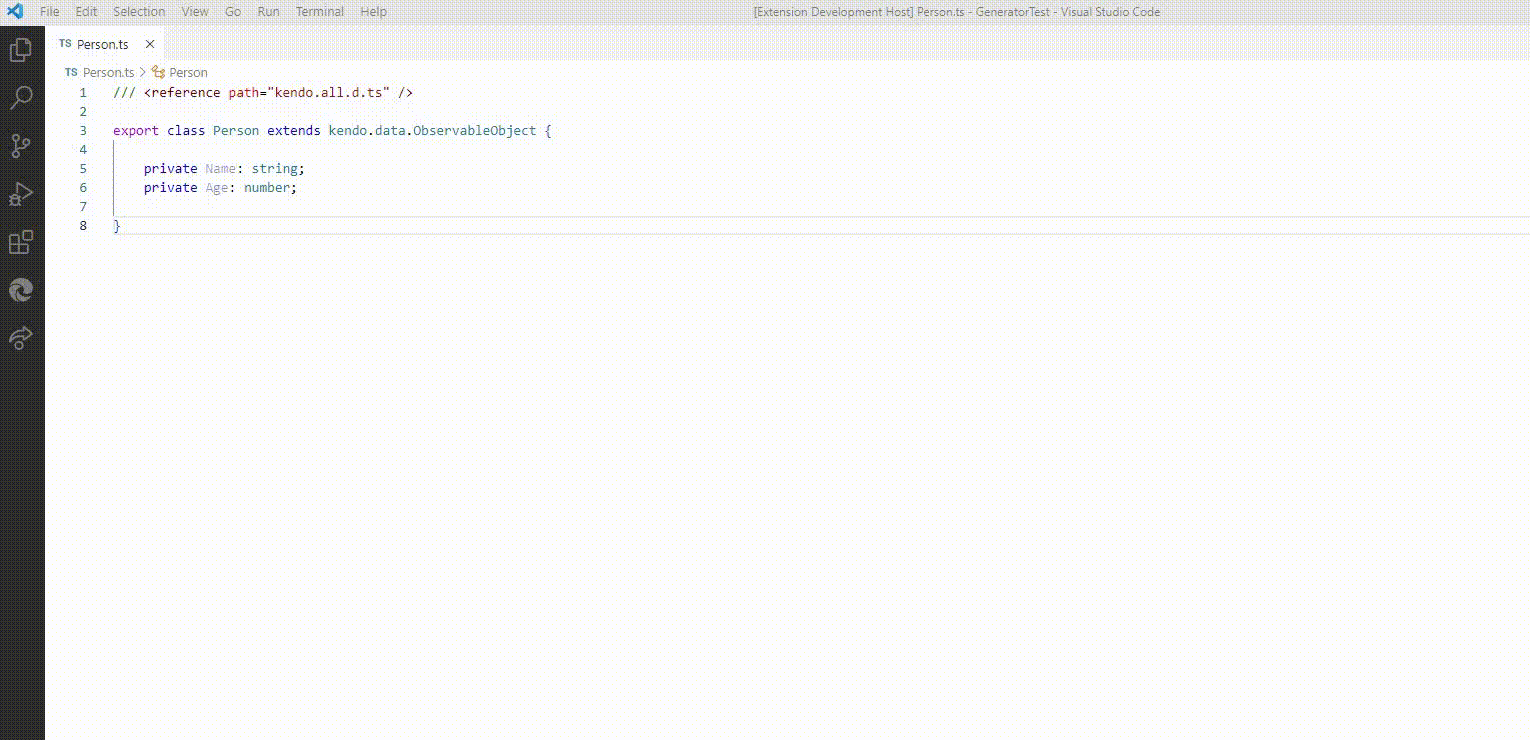 File Edit Selection View Go Run Terminal Help [Extension Development Host] Person.ts - GeneratorTest - Visual Studio Code
TS Person.ts ×
TS Person.ts > Person
1 /// <reference path="kendo.all.d.ts" />
2
3 export class Person extends kendo.data.ObservableObject {
4
5 private Name: string;
6 private Age: number;
7
8 }